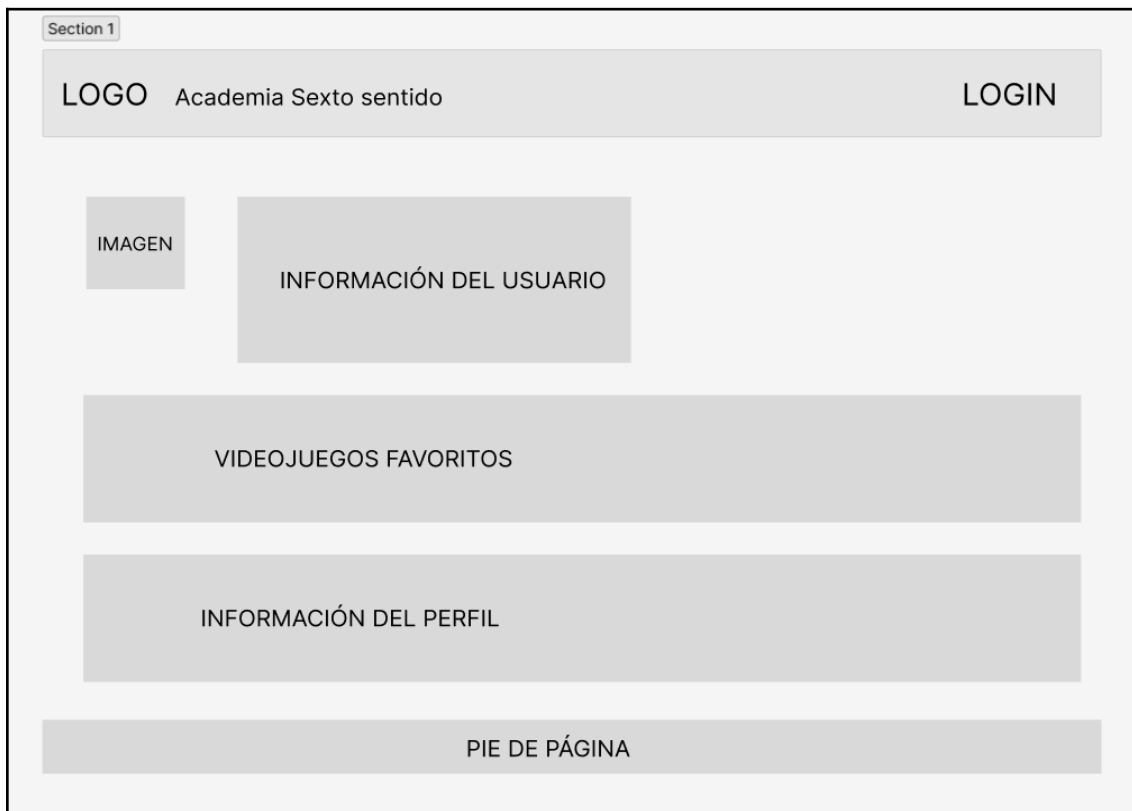 Section 1
LOGO Academia Sexto sentido LOGIN
IMAGEN
INFORMACIÓN DEL USUARIO
VIDEOJUEGOS FAVORITOS
INFORMACIÓN DEL PERFIL
PIE DE PÁGINA